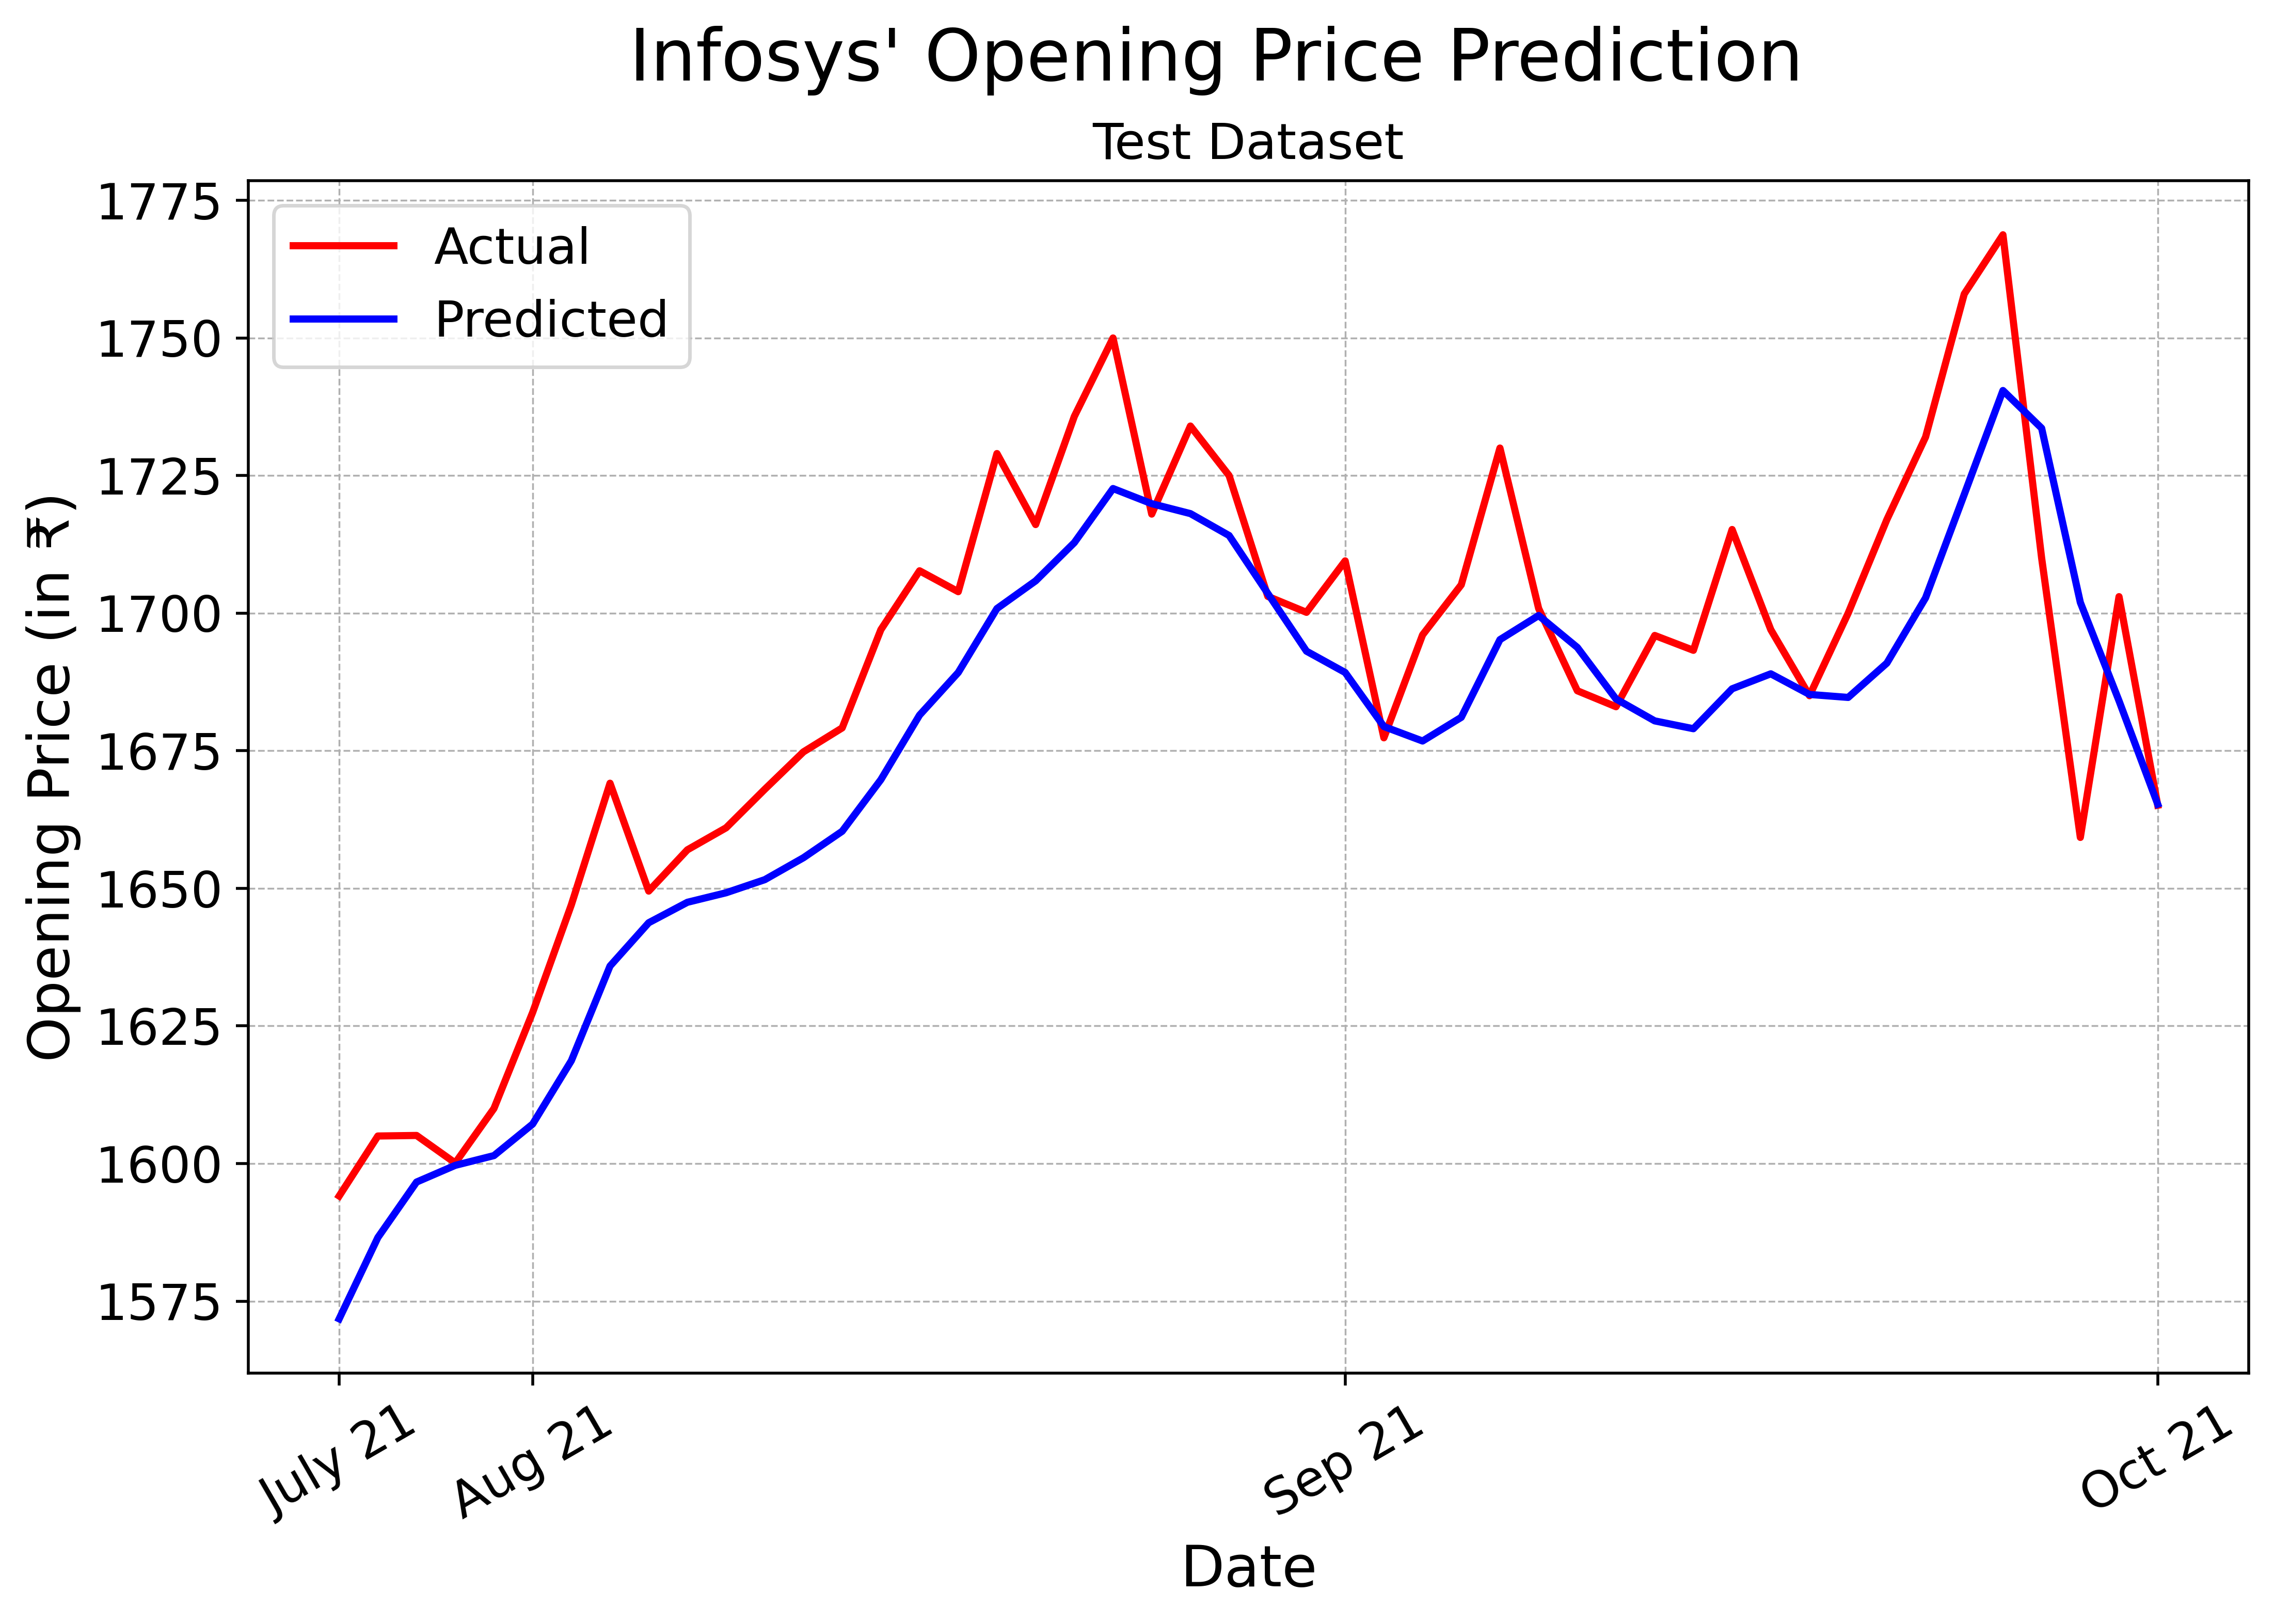 Infosys' Opening Price Prediction
Test Dataset
Actual
Predicted
Opening Price (in ₹)
1775
1750
1725
1700
1675
1650
1625
1600
1575
July 21
Aug 21
Sep 21
Oct 21
Date